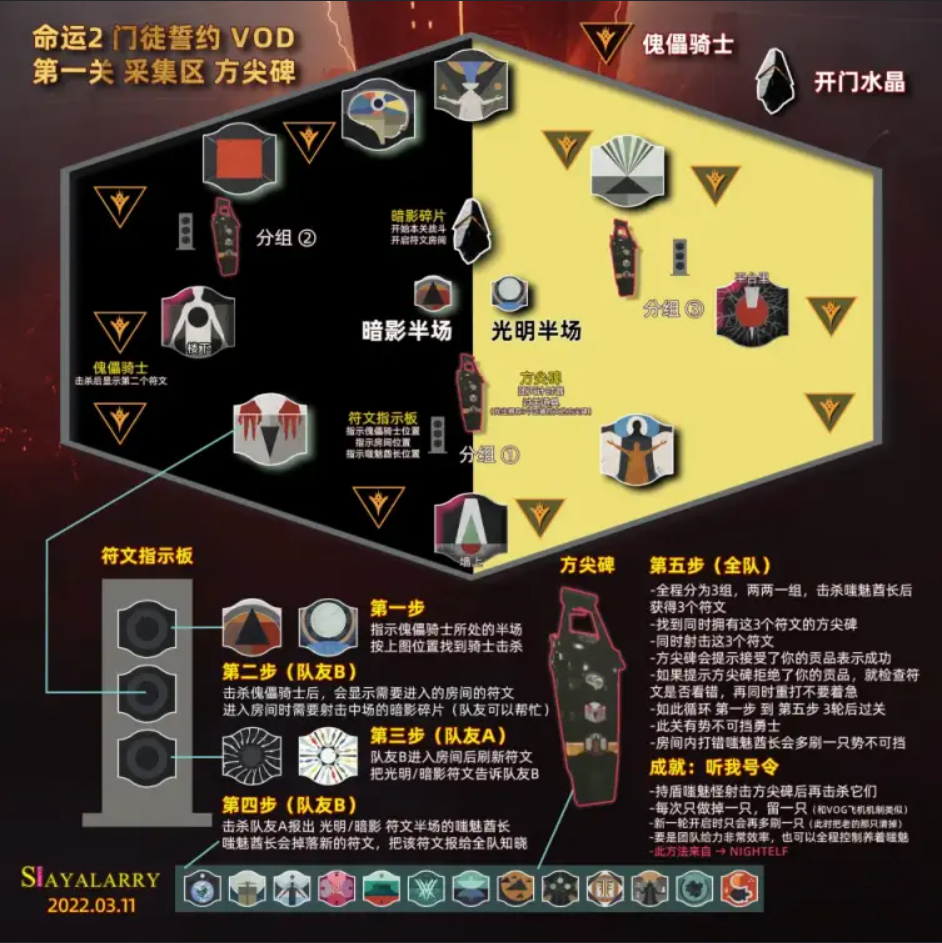 命运2 门徒誓约 VOD
第一关 采集区 方尖碑
傀儡骑士
开门水晶
分组 ②
暗影碎片
开始本关战斗
开启符文房间
平台里
分组 ③
暗影半场
光明半场
楼下
傀儡骑士
击杀后显示第二个符文
方尖碑
符文指示板
指示傀儡骑士位置
指示房间位置
指示嗤魅酋长位置
分组 ①
墙上
符文指示板
方尖碑
第一步
指示傀儡骑士所处的半场
按上图位置找到骑士击杀
第二步（队友B）
击杀傀儡骑士后，会显示需要进入的房间的符文
进入房间时需要射击中场的暗影碎片（队友可以帮忙）
第三步（队友A）
队友B进入房间后刷新符文
把光明/暗影符文告诉队友B
第四步（队友B）
击杀队友A报出 光明/暗影 符文半场的嗤魅酋长
嗤魅酋长会掉落新的符文，把该符文报给全队知晓
第五步（全队）
-全程分为3组，两两一组，击杀嗤魅酋长后
获得3个符文
-找到同时拥有这3个符文的方尖碑
-同时射击这3个符文
-方尖碑会提示接受了你的贡品表示成功
-如果提示方尖碑拒绝了你的贡品，就检查符
文是否看错，再同时重打不要着急
-如此循环 第一步 到 第五步 3轮后过关
-此关有势不可挡勇士
-房间内打错嗤魅酋长会多刷一只势不可挡
成就：听我号令
-持盾嗤魅怪射击方尖碑后再击杀它们
-每次只做掉一只，留一只（和VOG飞机机制类似）
-新一轮开启时只会再多刷一只（此时把老的那只清掉）
-要是团队给力非常效率，也可以全程控制养着嗤魅
-此方法来自 → NIGHTELF
SlAYALARRY
2022.03.11